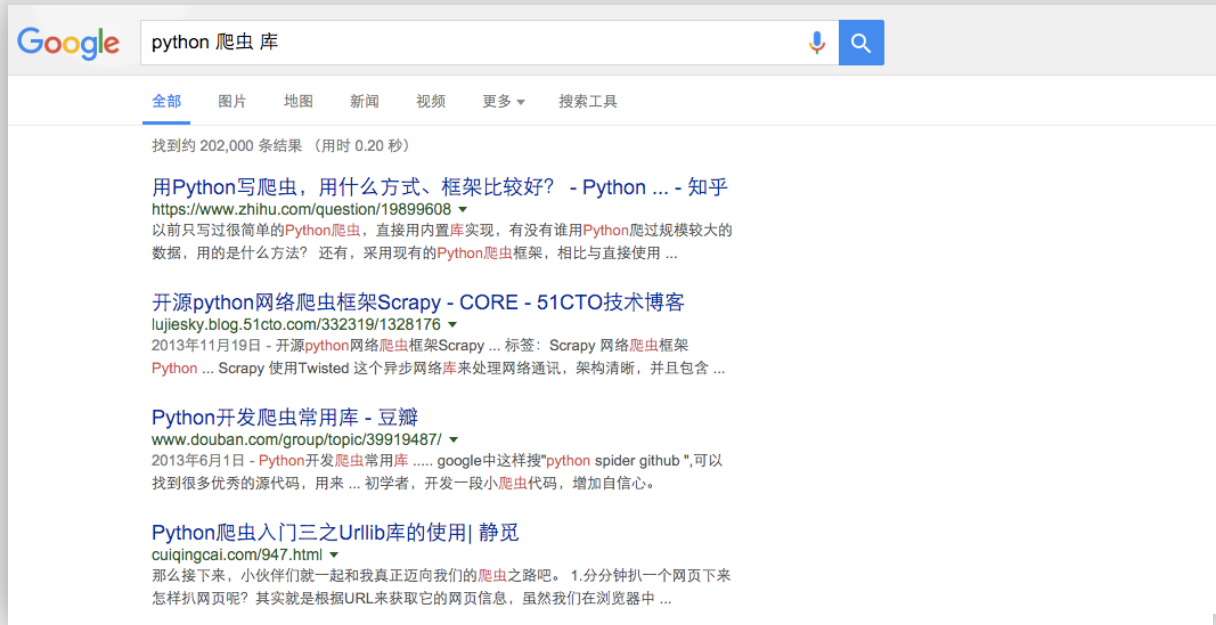 Google
python 爬虫 库
全部 图片 地图 新闻 视频 更多 搜索工具
找到约 202,000 条结果 （用时 0.20 秒）
用Python写爬虫，用什么方式、框架比较好？ - Python ... - 知乎
https://www.zhihu.com/question/19899608
以前只写过很简单的Python爬虫，直接用内置库实现，有没有谁用Python爬过规模较大的
数据，用的是什么方法？ 还有，采用现有的Python爬虫框架，相比与直接使用 ...
开源python网络爬虫框架Scrapy - CORE - 51CTO技术博客
lujiesky.blog.51cto.com/332319/1328176
2013年11月19日 - 开源python网络爬虫框架Scrapy ... 标签：Scrapy 网络爬虫框架
Python ... Scrapy 使用Twisted 这个异步网络库来处理网络通讯，架构清晰，并且包含 ...
Python开发爬虫常用库 - 豆瓣
www.douban.com/group/topic/39919487/
2013年6月1日 - Python开发爬虫常用库 ..... google中这样搜"python spider github ",可以
找到很多优秀的源代码，用来 ... 初学者，开发一段小爬虫代码，增加自信心。
Python爬虫入门三之Urllib库的使用| 静觅
cuiqingcai.com/947.html
那么接下来，小伙伴们就一起和我真正迈向我们的爬虫之路吧。 1.分分钟扒一个网页下来
怎样扒网页呢？其实就是根据URL来获取它的网页信息，虽然我们在浏览器中 ...